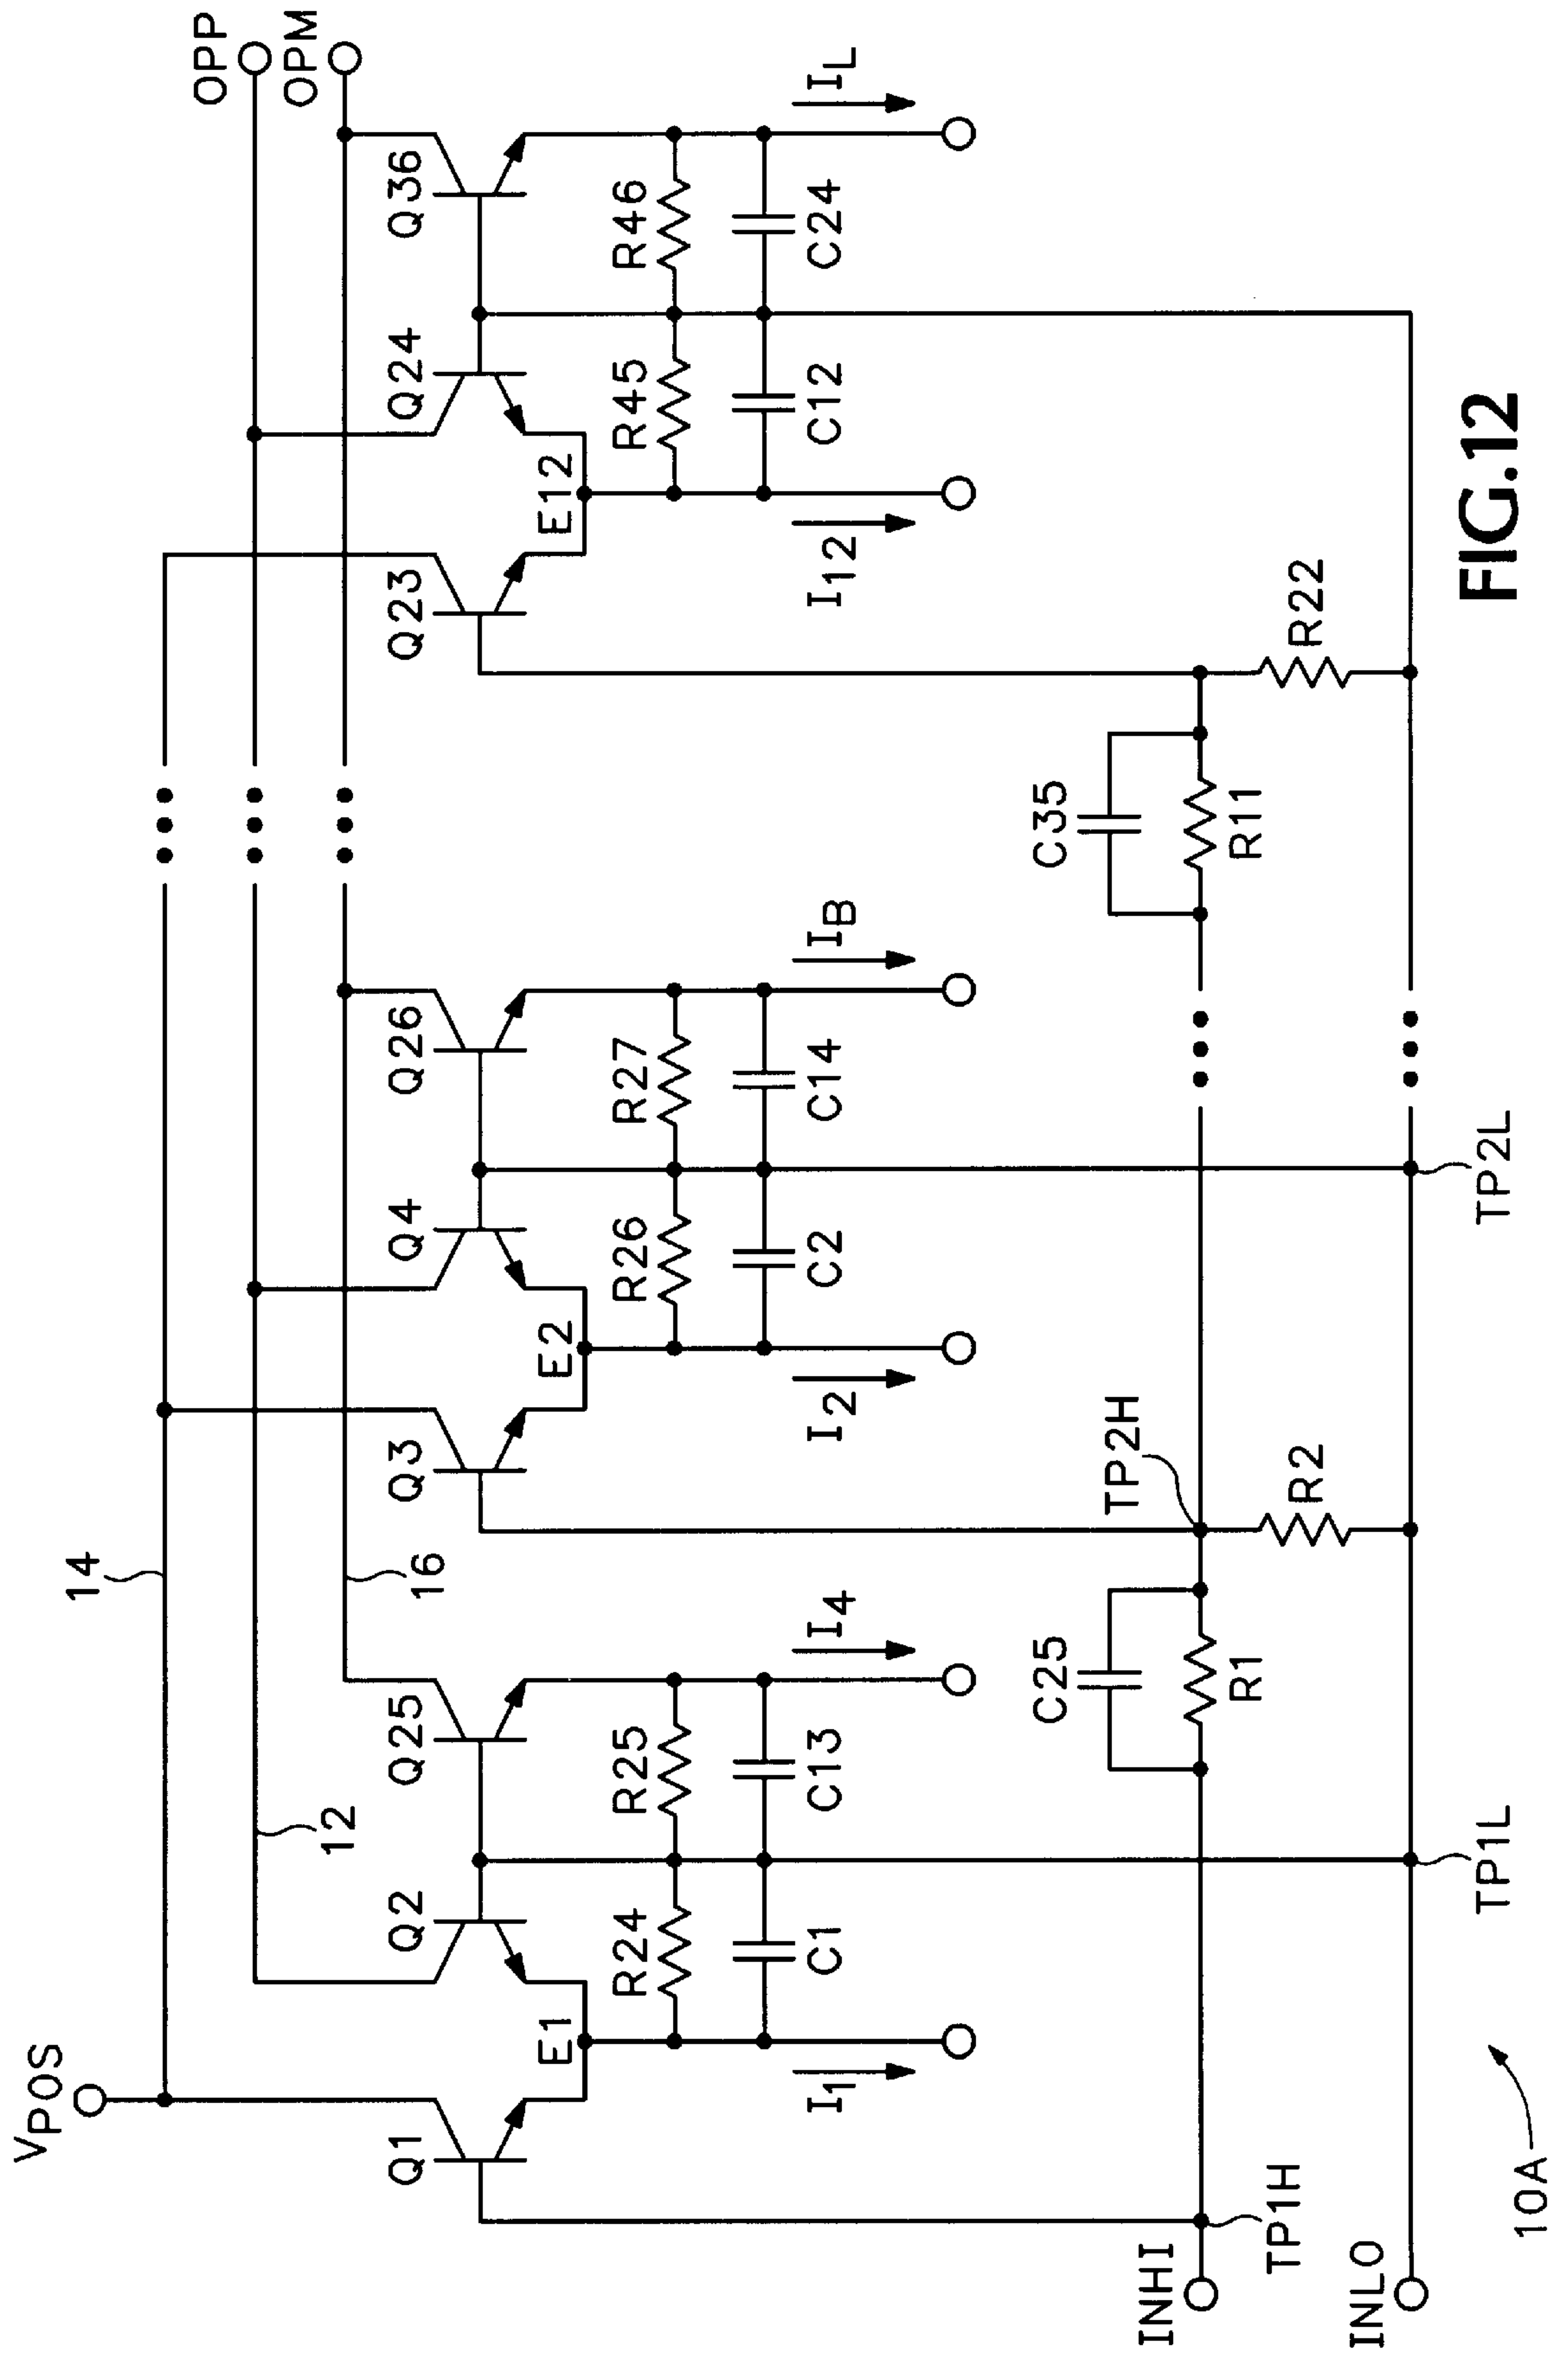 VPOS
14
12
16
OPP
OPM
Q1
Q2
Q25
Q3
Q4
Q26
Q23
Q24
Q36
E1
E2
E12
R24
R25
R26
R27
R45
R46
C1
C13
C2
C14
C12
C24
I1
I4
I2
IB
I12
IL
C25
R1
TP2H
R2
C35
R11
R22
INHI
TP1H
INLO
TP1L
TP2L
10A
FIG.12